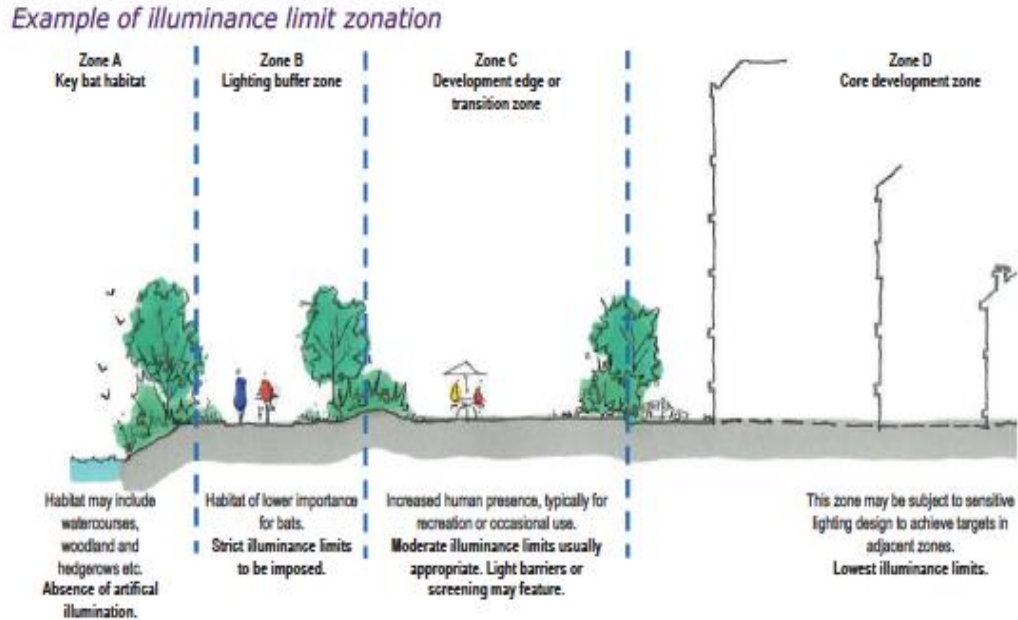 Example of illuminance limit zonation
Zone A
Key bat habitat
Zone B
Lighting buffer zone
Zone C
Development edge or
transition zone
Zone D
Core development zone
Habitat may include
watercourses,
woodland and
hedgerows etc.
Absence of artifical
illumination.
Habitat of lower importance
for bats.
Strict illuminance limits
to be imposed.
Increased human presence, typically for
recreation or occasional use.
Moderate illuminance limits usually
appropriate. Light barriers or
screening may feature.
This zone may be subject to sensitive
lighting design to achieve targets in
adjacent zones.
Lowest illuminance limits.